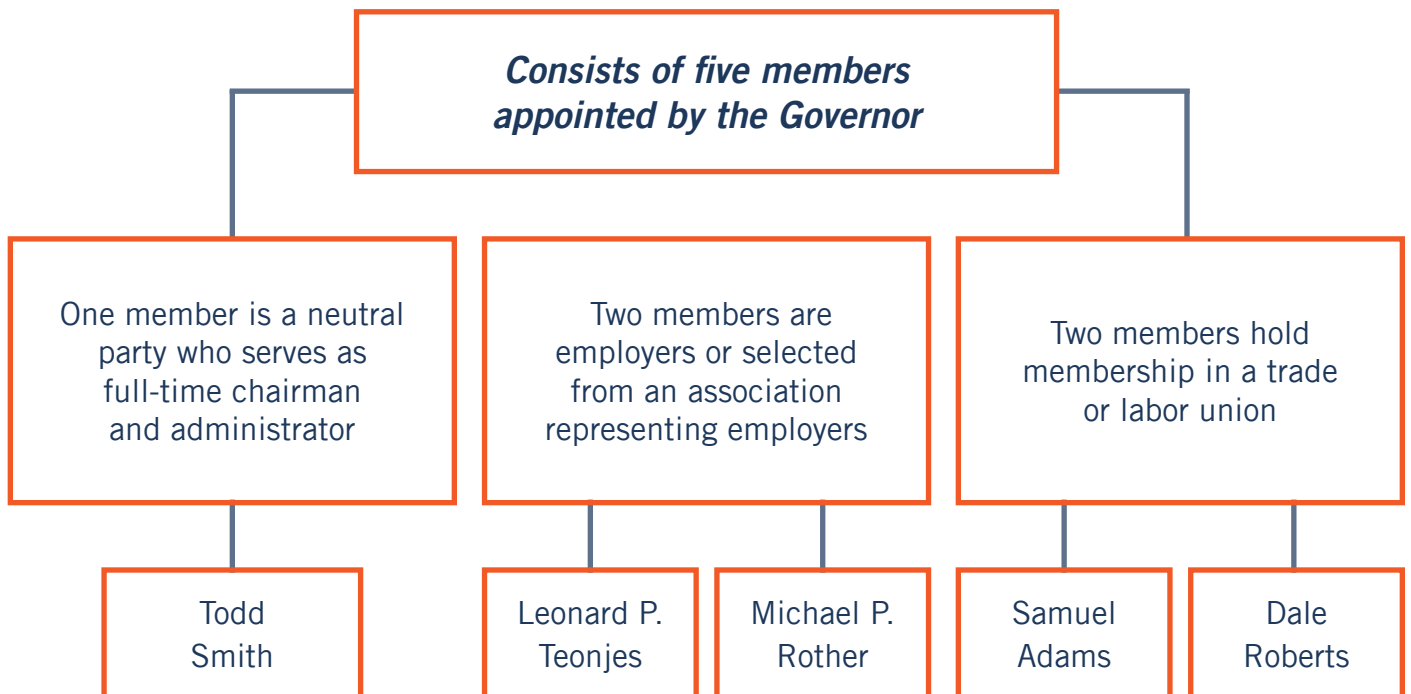 Consists of five members
appointed by the Governor
One member is a neutral
party who serves as
full-time chairman
and administrator
Two members are
employers or selected
from an association
representing employers
Two members hold
membership in a trade
or labor union
Todd
Smith
Leonard P.
Teonjes
Michael P.
Rother
Samuel
Adams
Dale
Roberts